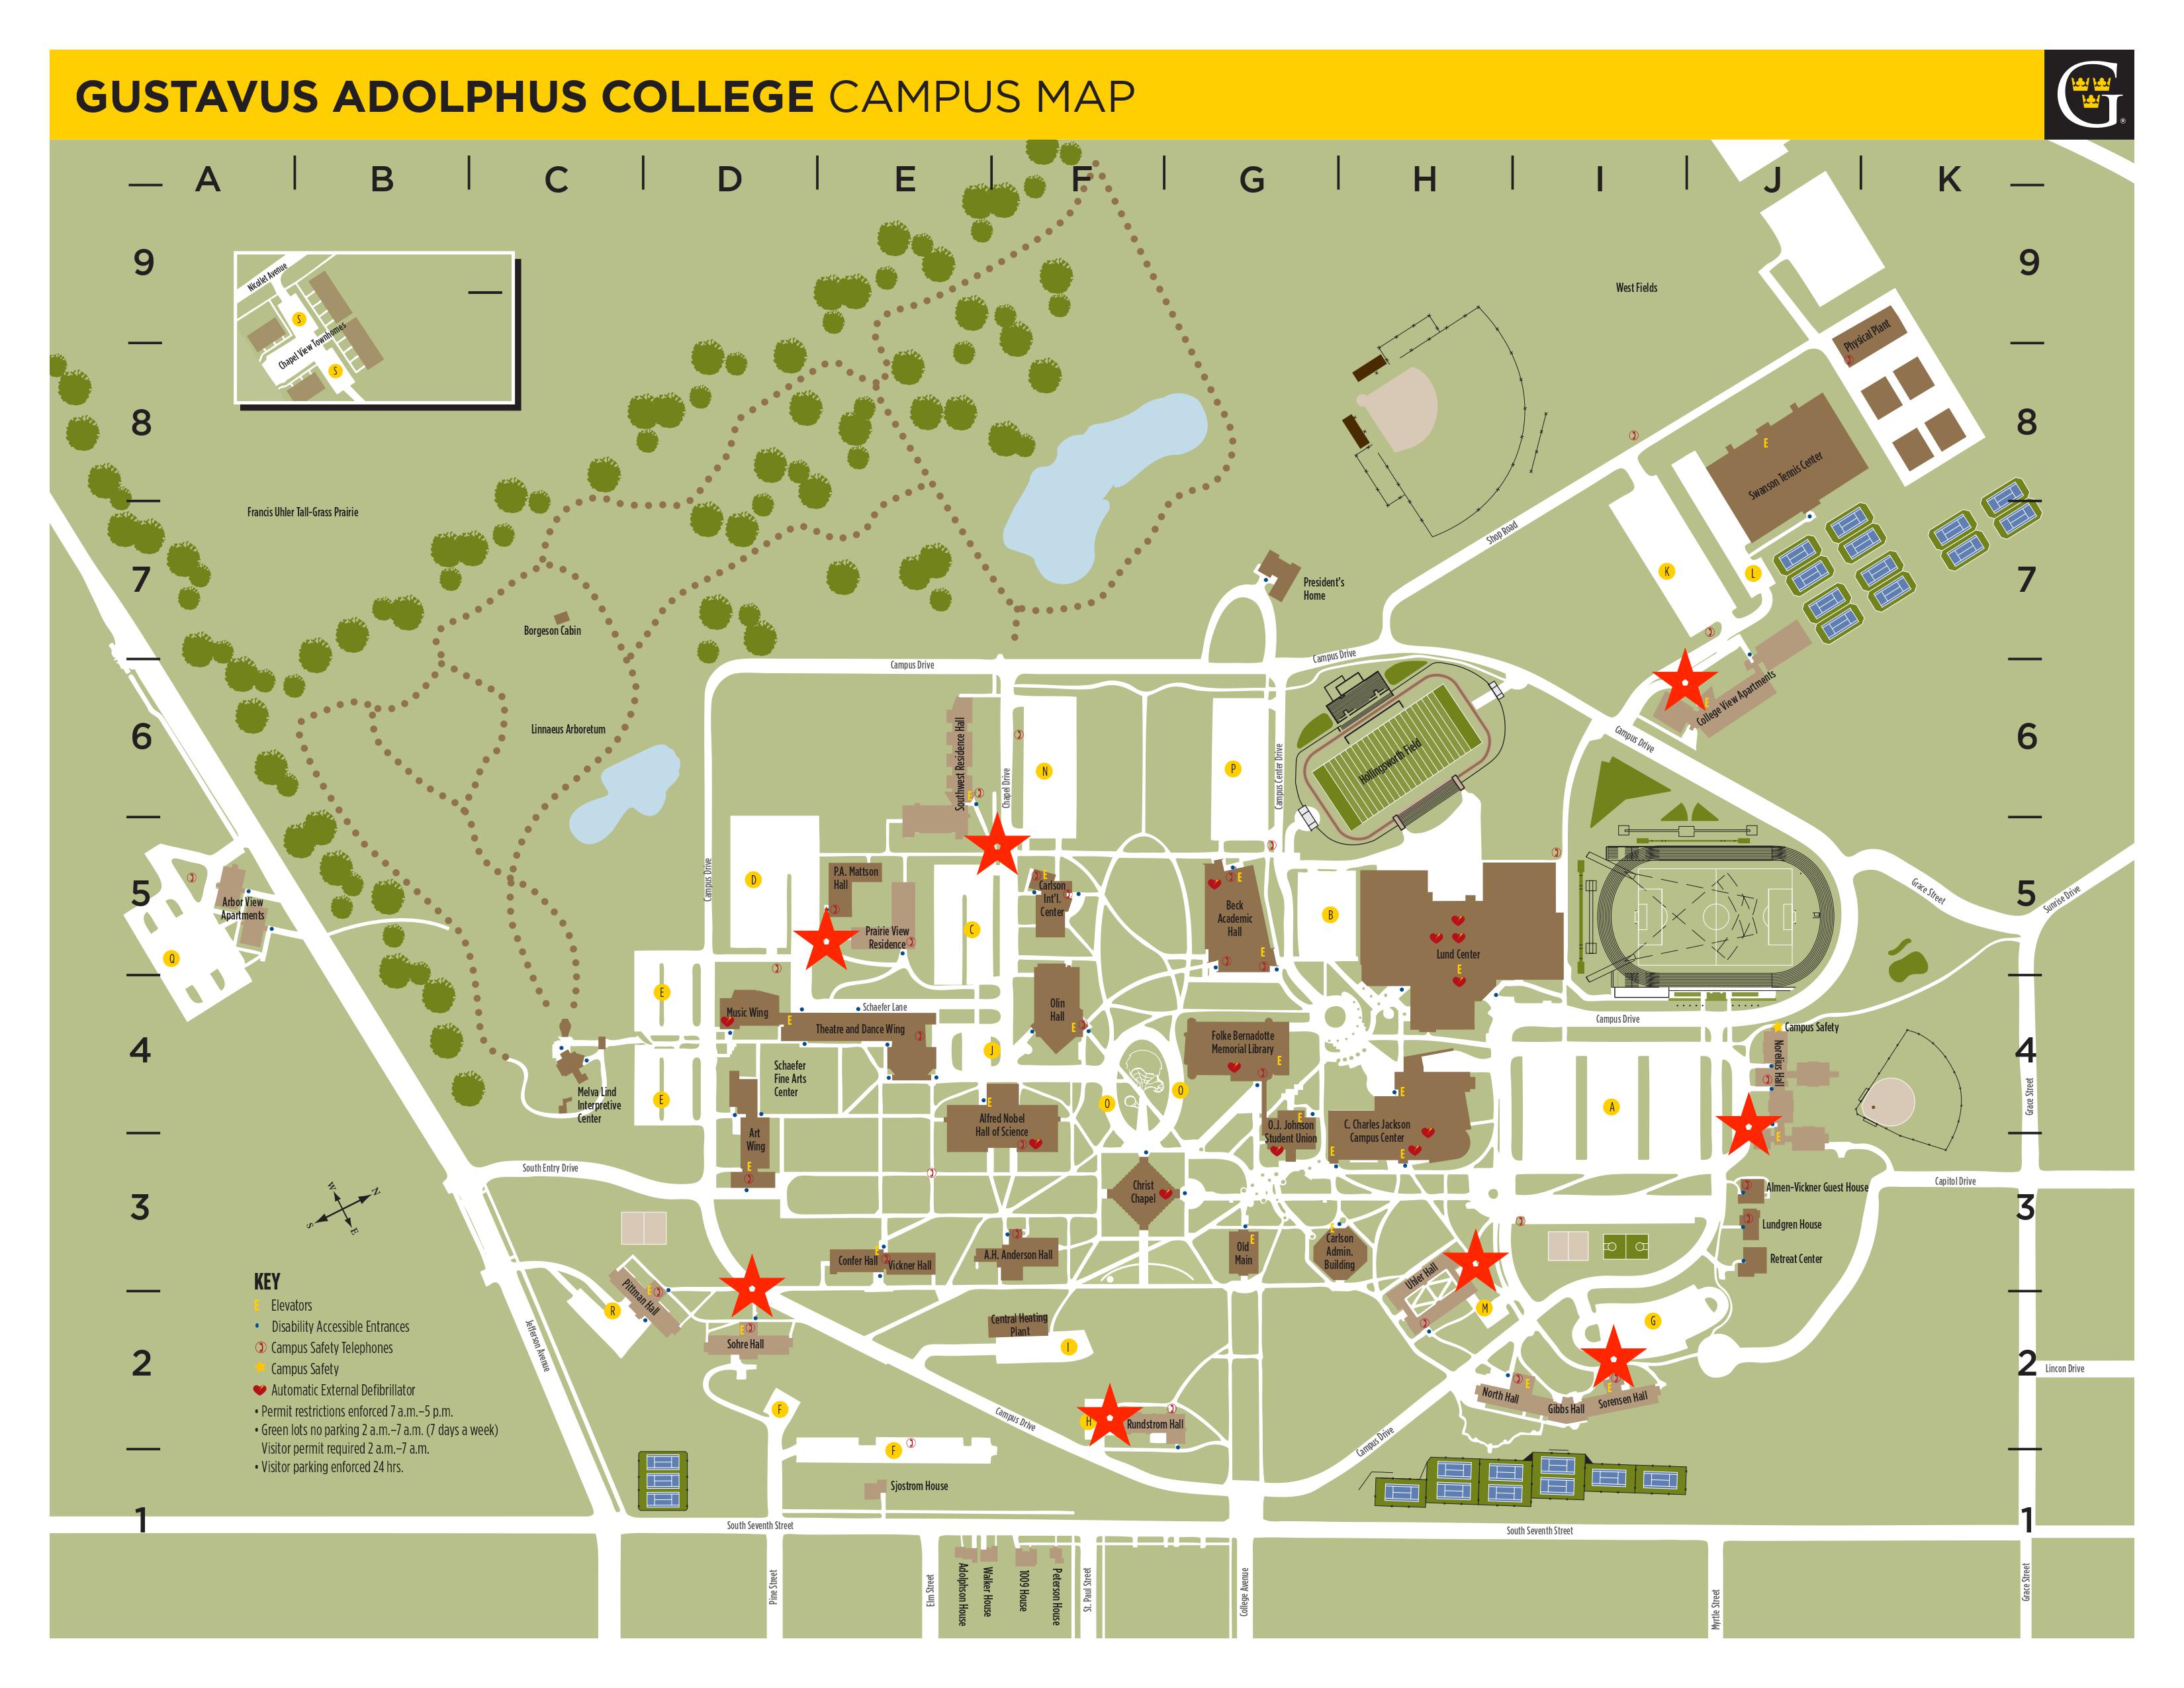 GUSTAVUS ADOLPHUS COLLEGE CAMPUS MAP
G
A B C D E F G H I J K
9
8
7
6
5
4
3
2
1
9
8
7
6
5
4
3
2
1
Nicollet Avenue
S
Chapel View Townhomes
S
Francis Uhler Tall-Grass Prairie
West Fields
Physical Plant
Swanson Tennis Center
E
Shop Road
K
L
President's
Home
Borgeson Cabin
Linnaeus Arboretum
Campus Drive
Campus Drive
Campus Drive
College View Apartments
E
Southwest Residence Hall
E
Chapel Drive
N
P
Campus Center Drive
Hollingsworth Field
Campus Drive
D
P.A. Mattson
Hall
Prairie View
Residence
C
E
Carlson
Int'l.
Center
E
Beck
Academic
Hall
E
B
Lund Center
E
Grace Street
Sunrise Drive
Arbor View
Apartments
Q
E
Music Wing
E
Schaefer Lane
Theatre and Dance Wing
Olin
Hall
E
J
Folke Bernadotte
Memorial Library
E
Campus Drive
Campus Safety
Norelius Hall
E
Grace Street
Melva Lind
Interpretive
Center
E
Schaefer
Fine Arts
Center
Art
Wing
E
E
Alfred Nobel
Hall of Science
O
O
E
O.J. Johnson
Student Union
E
C. Charles Jackson
Campus Center
E
E
A
South Entry Drive
Christ
Chapel
Capitol Drive
Almen-Vickner Guest House
Lundgren House
Retreat Center
W
N
S
E
Confer Hall
E
Vickner Hall
A.H. Anderson Hall
Old
Main
E
E
Carlson
Admin.
Building
Uhler Hall
M
G
Pittman Hall
E
R
E
Sohre Hall
Central Heating
Plant
I
North Hall
E
Gibbs Hall
Sorensen Hall
E
Lincon Drive
Jefferson Avenue
F
Campus Drive
H
Rundstrom Hall
Campus Drive
F
Sjostrom House
South Seventh Street
South Seventh Street
Adolphson House
Walker House
1009 House
Peterson House
Pine Street
Elm Street
St. Paul Street
College Avenue
Myrtle Street
Grace Street
KEY
E Elevators
• Disability Accessible Entrances
Campus Safety Telephones
Campus Safety
Automatic External Defibrillator
• Permit restrictions enforced 7 a.m.–5 p.m.
• Green lots no parking 2 a.m.–7 a.m. (7 days a week)
Visitor permit required 2 a.m.–7 a.m.
• Visitor parking enforced 24 hrs.